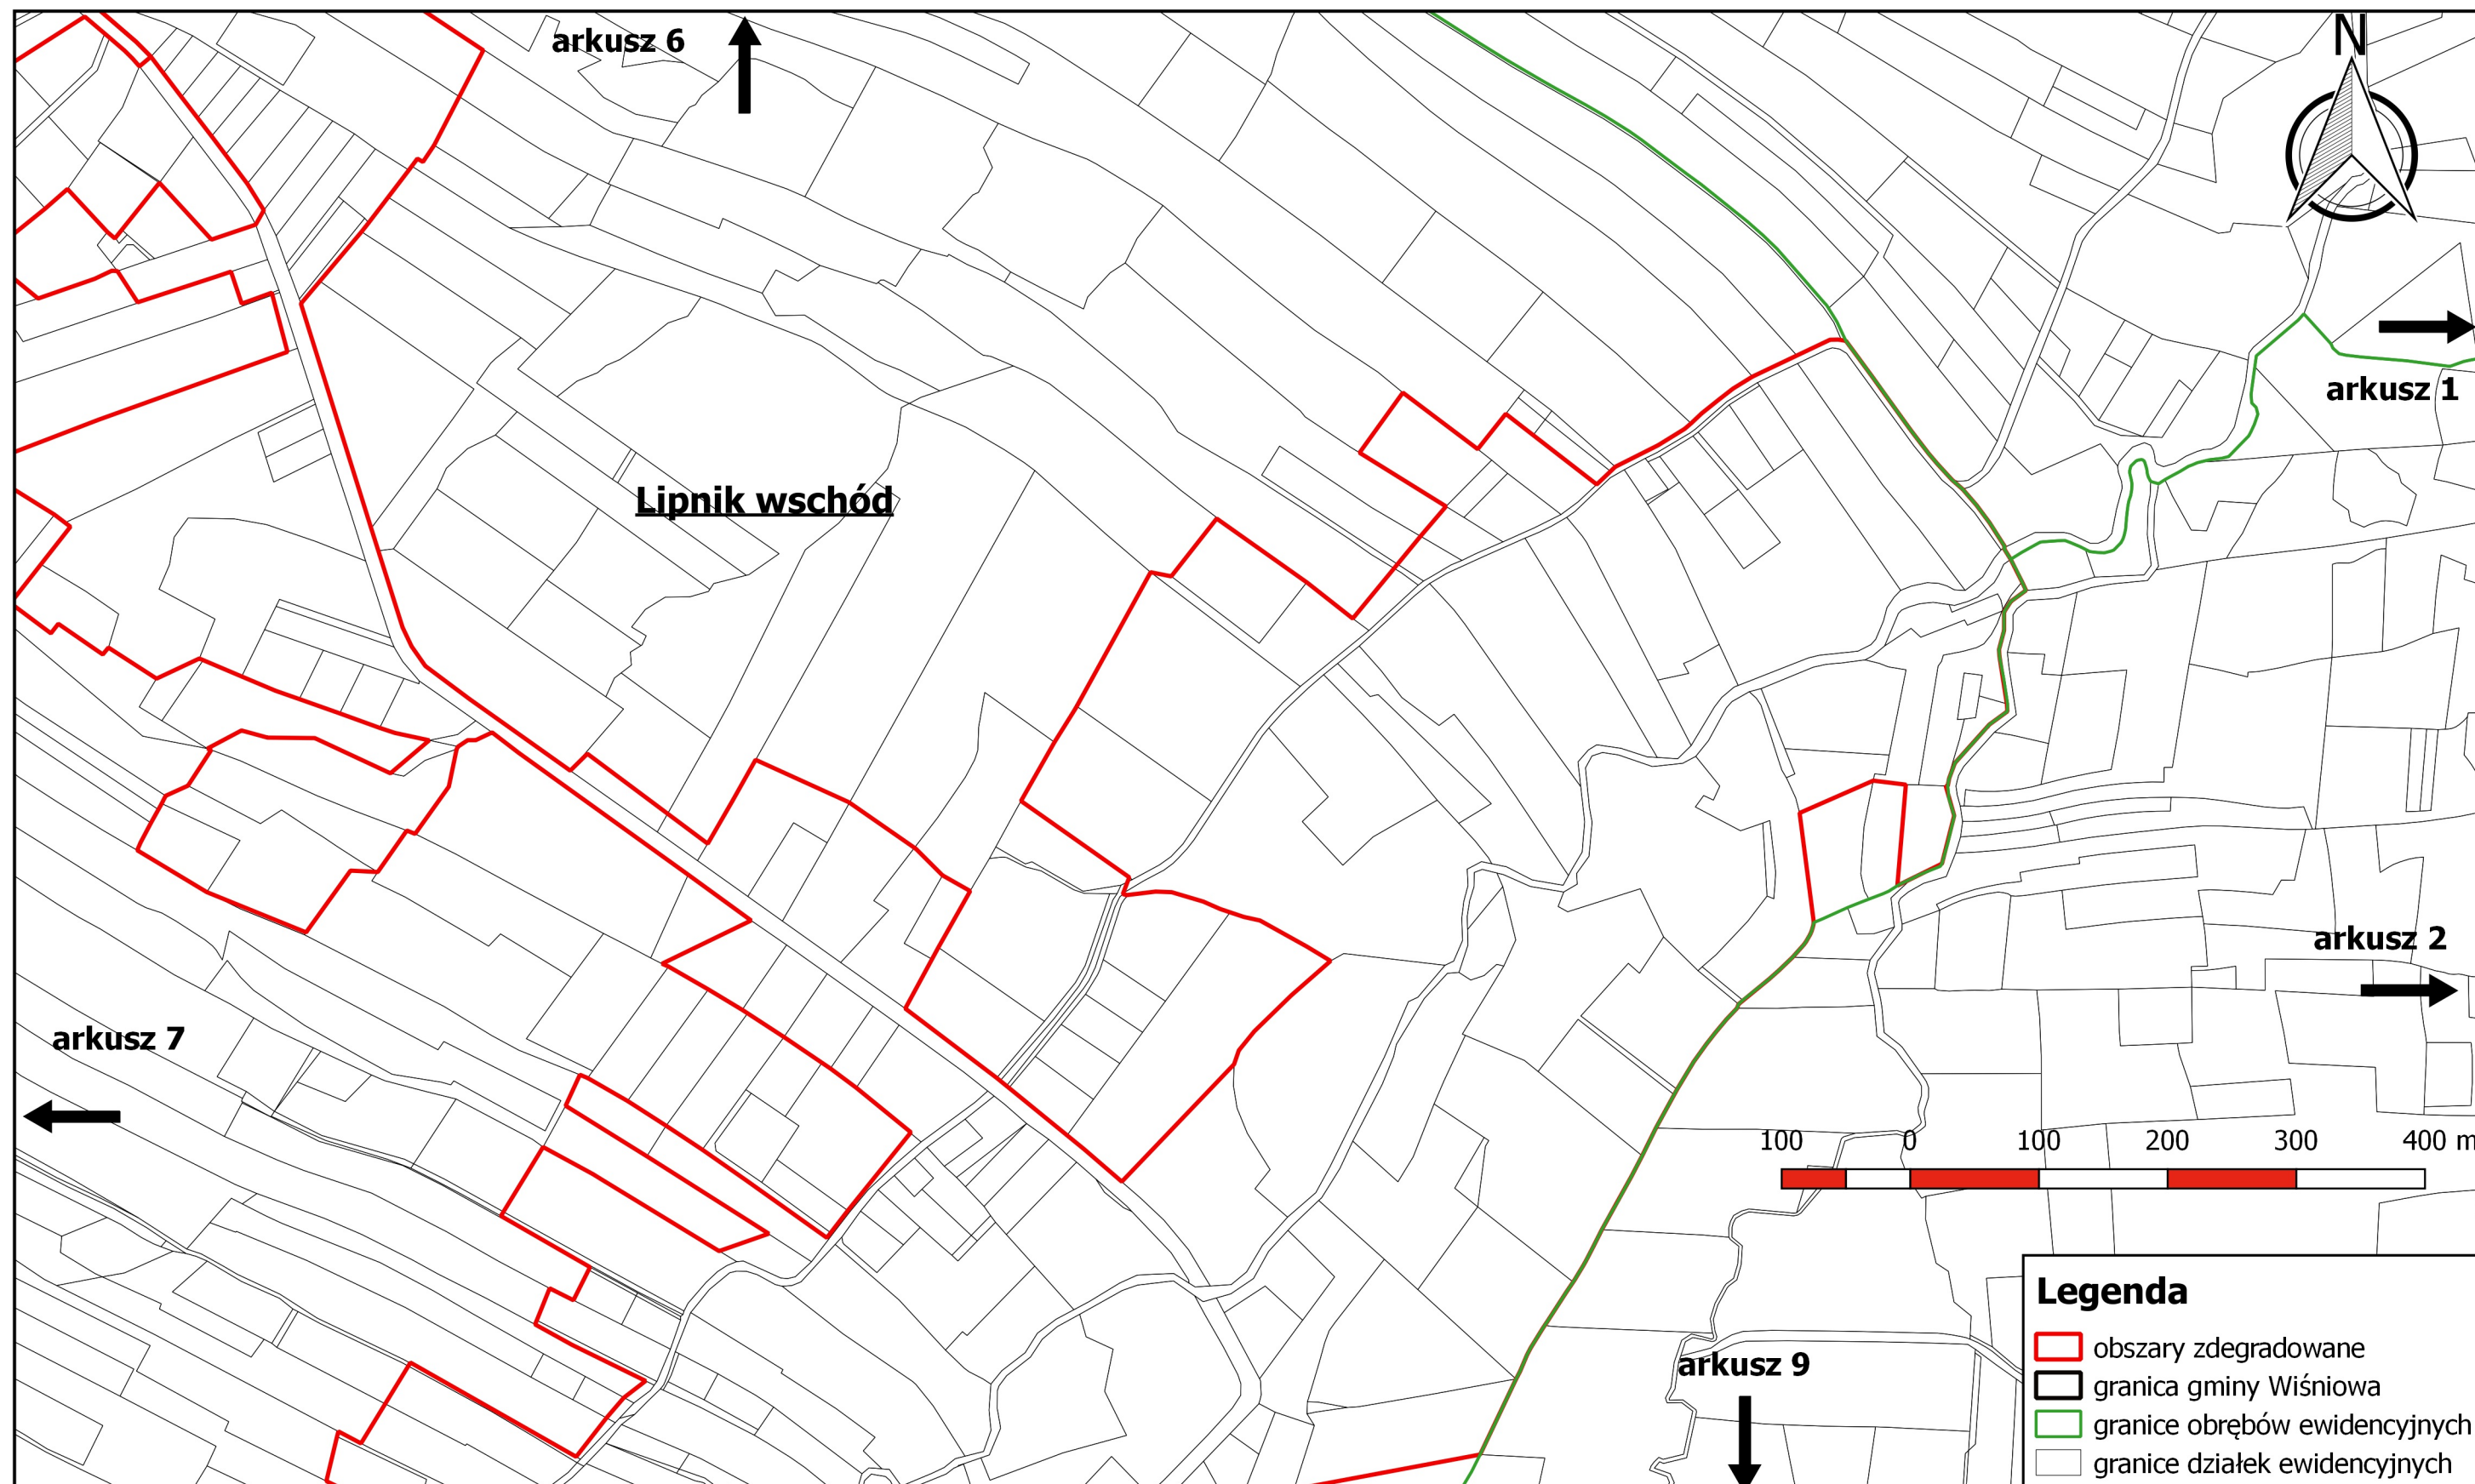 arkusz 6
N
arkusz 1
Lipnik wschód
arkusz 2
arkusz 7
100 0 100 200 300 400 m
arkusz 9
Legenda
obszary zdegradowane
granica gminy Wiśniowa
granice obrębów ewidencyjnych
granice działek ewidencyjnych